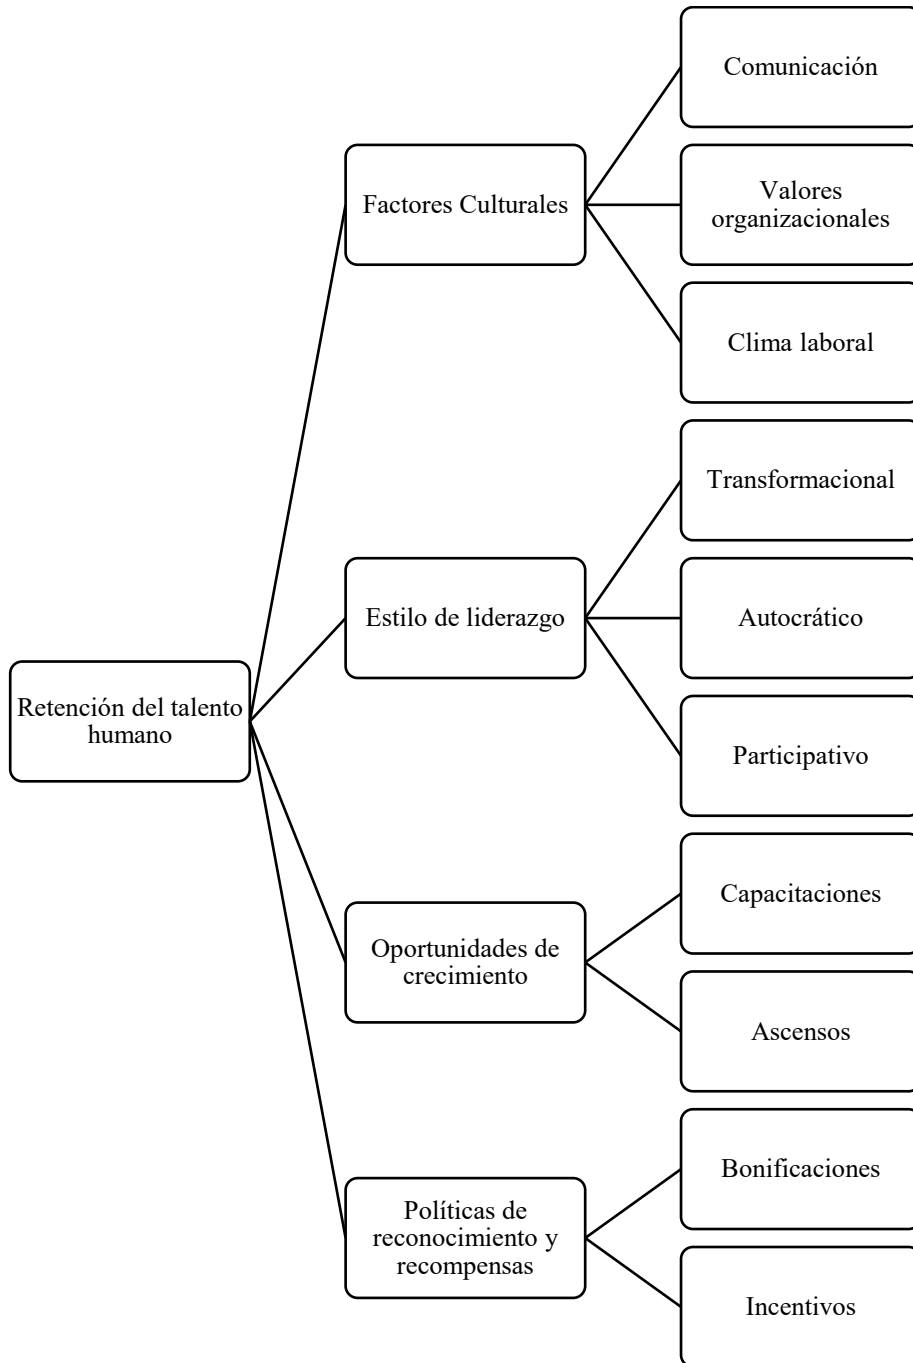 Comunicación
Factores Culturales
Valores
organizacionales
Clima laboral
Transformacional
Estilo de liderazgo
Autocrático
Participativo
Retención del talento
humano
Capacitaciones
Oportunidades de
crecimiento
Ascensos
Bonificaciones
Políticas de
reconocimiento y
recompensas
Incentivos